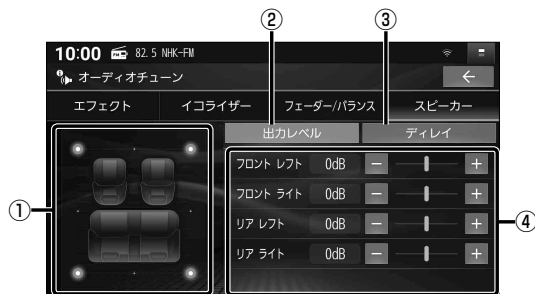 ② ③
10:00 82.5 NHK-FM
オーディオチューン
エフェクト イコライザー フェーダー/バランス スピーカー
出力レベル ディレイ
フロント レフト 0dB − +
フロント ライト 0dB − +
① ④
リア レフト 0dB − +
リア ライト 0dB − +